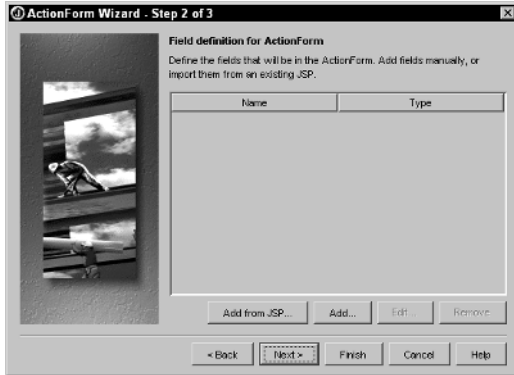 ActionForm Wizard - Step 2 of 3
Field definition for ActionForm
Define the fields that will be in the ActionForm. Add fields manually, or
import them from an existing JSP.
Name Type
Add from JSP... Add... Edit... Remove
< Back Next > Finish Cancel Help